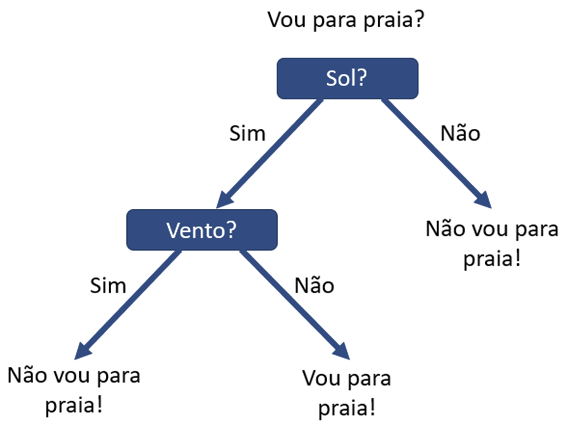 Vou para praia?
Sol?
Sim
Não
Vento?
Não vou para
praia!
Sim
Não
Não vou para
praia!
Vou para
praia!